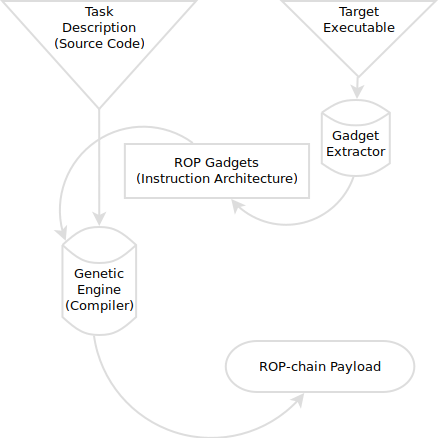 Task
Description
(Source Code)
Target
Executable
Gadget
Extractor
ROP Gadgets
(Instruction Architecture)
Genetic
Engine
(Compiler)
ROP-chain Payload